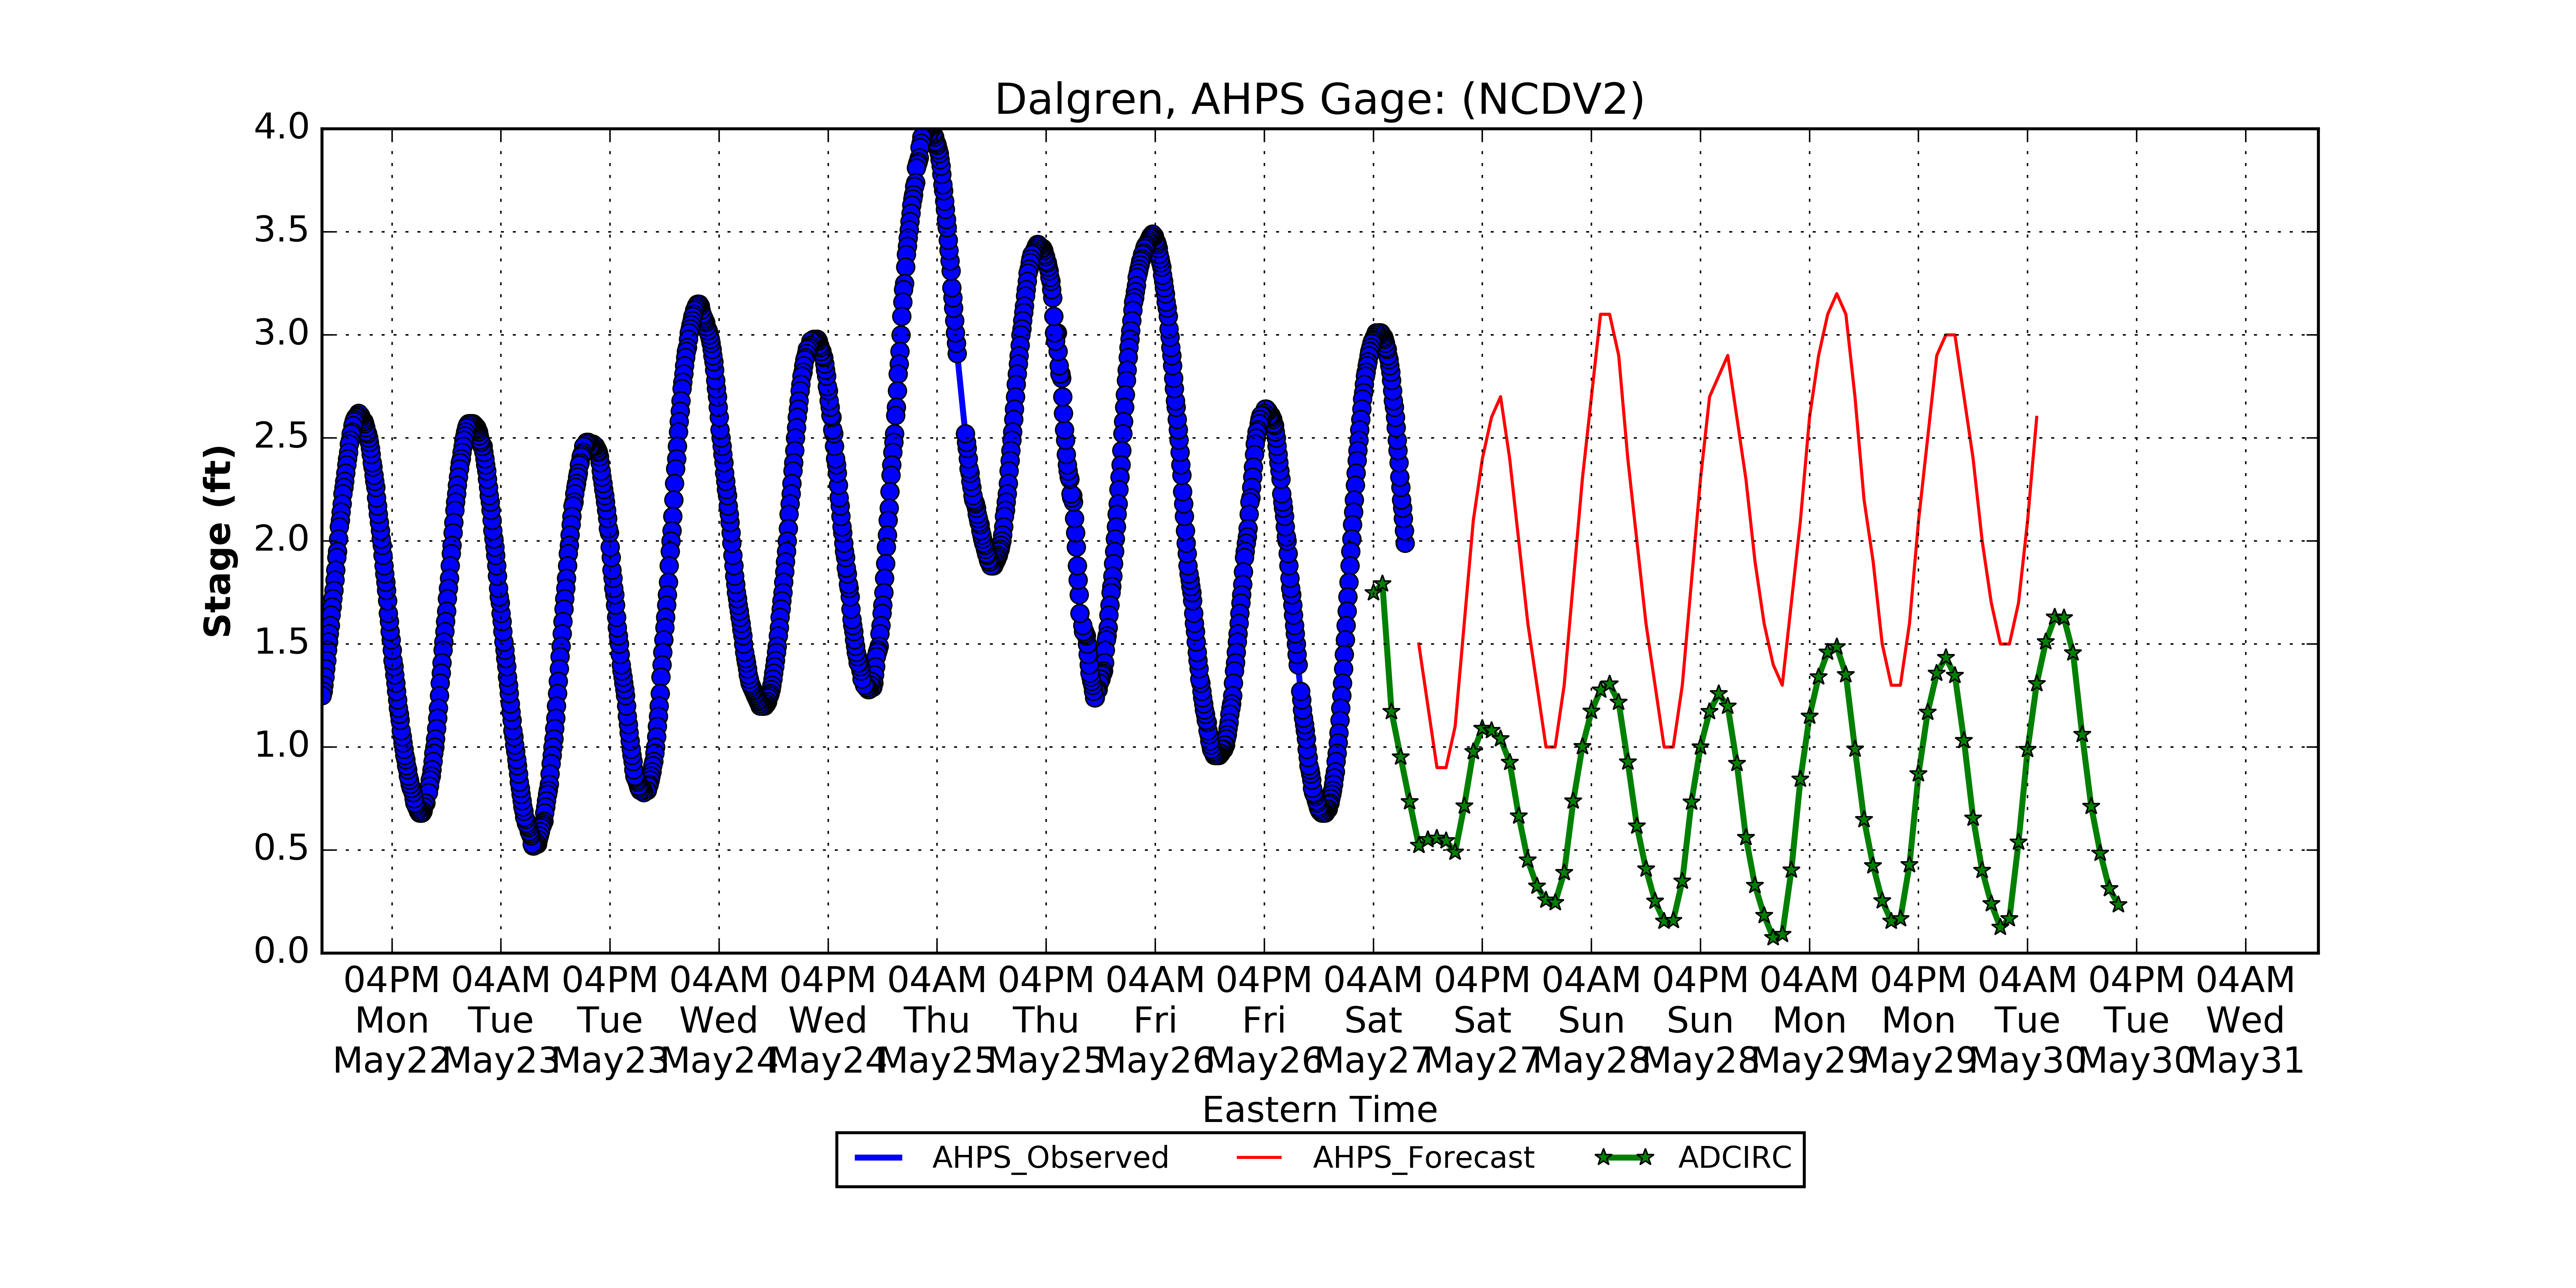 Dalgren, AHPS Gage: (NCDV2)
4.0
3.5
3.0
2.5
2.0
1.5
1.0
0.5
0.0
Stage (ft)
04PM 04AM 04PM 04AM 04PM 04AM 04PM 04AM 04PM 04AM 04PM 04AM 04PM 04AM 04PM 04AM 04PM 04AM
Mon Tue Tue Wed Wed Thu Thu Fri Fri Sat Sat Sun Sun Mon Mon Tue Tue Wed
May22 May23 May23 May24 May24 May25 May25 May26 May26 May27 May27 May28 May28 May29 May29 May30 May30 May31
Eastern Time
AHPS_Observed AHPS_Forecast ADCIRC